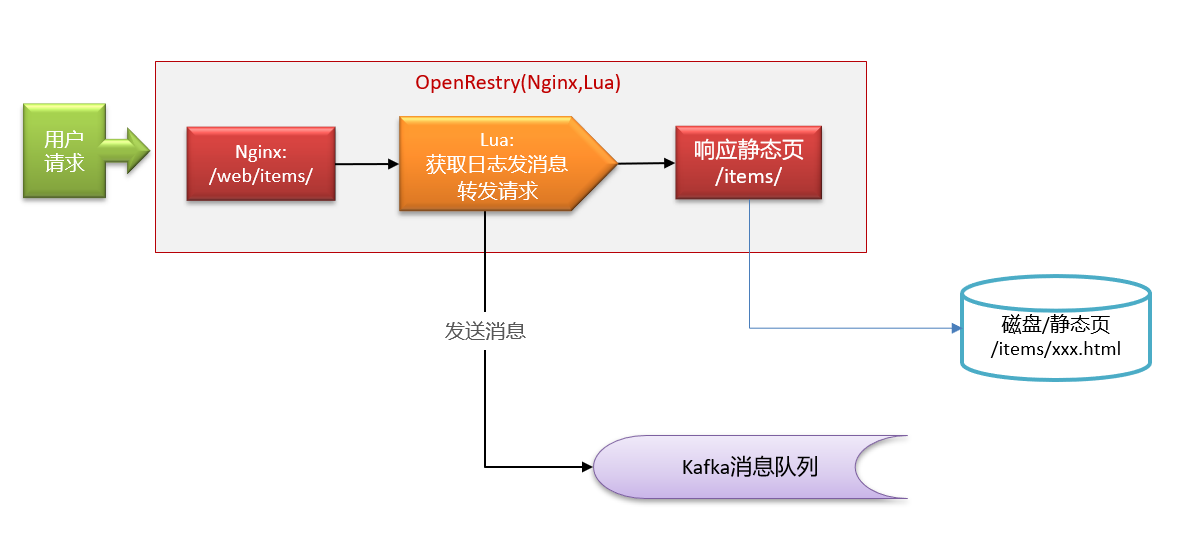 OpenRestry(Nginx,Lua)
用户
请求
Nginx:
/web/items/
Lua:
获取日志发消息
转发请求
响应静态页
/items/
发送消息
磁盘/静态页
/items/xxx.html
Kafka消息队列